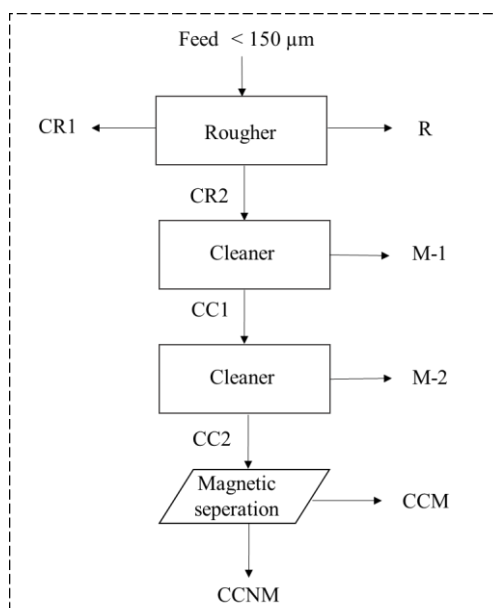 Feed < 150 µm
CR1
Rougher
R
CR2
Cleaner
M-1
CC1
Cleaner
M-2
CC2
Magnetic
seperation
CCM
CCNM